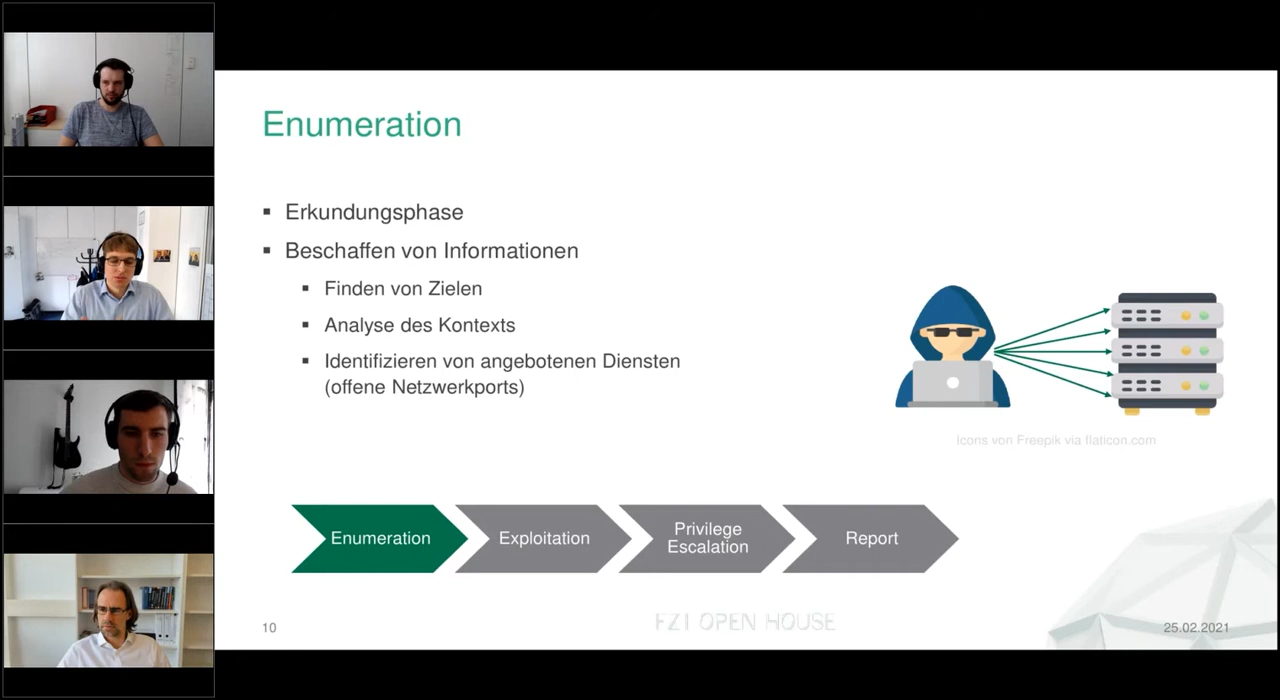 Enumeration
Erkundungsphase
Beschaffen von Informationen
Finden von Zielen
Analyse des Kontexts
Identifizieren von angebotenen Diensten
(offene Netzwerkports)
Icons von Freepik via flaticon.com
Enumeration
Exploitation
Privilege
Escalation
Report
10
FZI OPEN HOUSE
25.02.2021